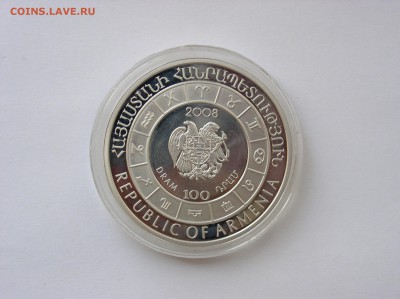 COINS.LAVE.RU
ՀԱՅԱՍՏԱՆԻ ՀԱՆՐԱՊԵՏՈՒԹՅՈՒՆ
2008
DRAM 100 ԴՐԱՄ
REPUBLIC OF ARMENIA